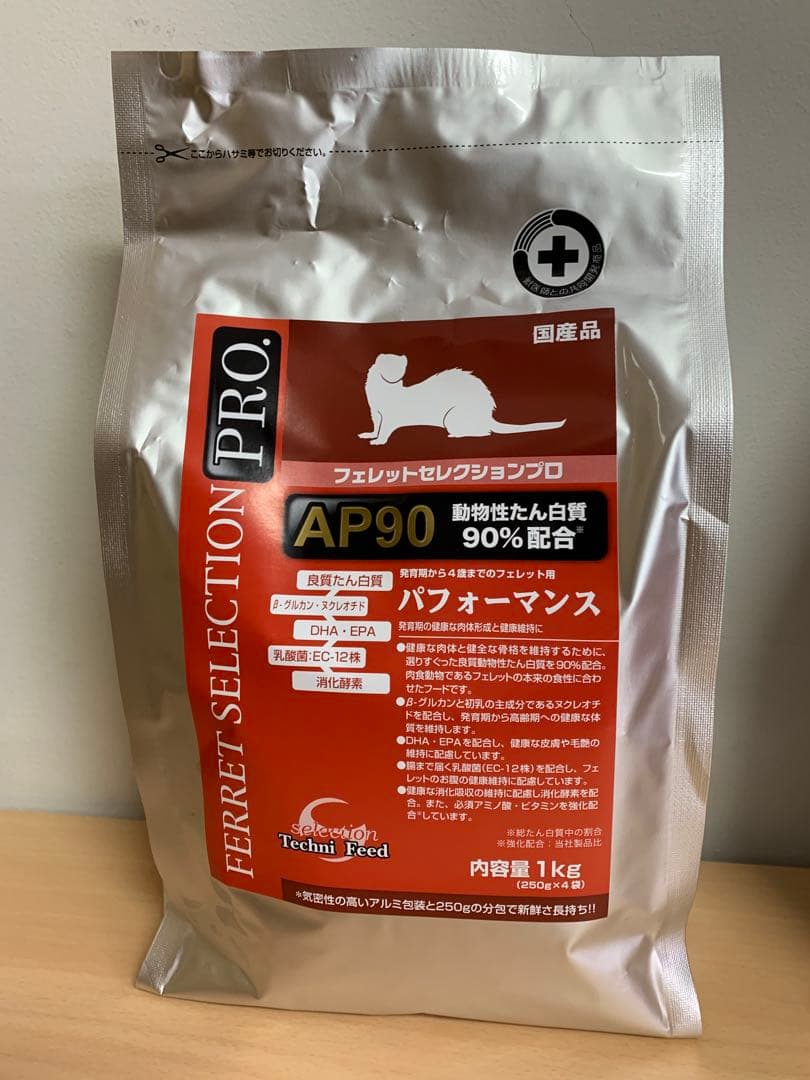 ここからハサミ等でお切りください。
獣医師との共同開発商品
国産品
FERRET SELECTION PRO.
フェレットセレクションプロ
AP90
動物性たん白質
90%配合※
良質たん白質
β-グルカン・ヌクレオチド
DHA・EPA
乳酸菌:EC-12株
消化酵素
発育期から4歳までのフェレット用
パフォーマンス
発育期の健康な肉体形成と健康維持に
●健康な肉体と健全な骨格を維持するために、
選りすぐった良質動物性たん白質を90%配合。
肉食動物であるフェレットの本来の食性に合わ
せたフードです。
●β-グルカンと初乳の主成分であるヌクレオチ
ドを配合し、発育期から高齢期への健康な体
質を維持します。
●DHA・EPAを配合し、健康な皮膚や毛艶の
維持に配慮しています。
●腸まで届く乳酸菌(EC-12株)を配合し、フェ
レットのお腹の健康維持に配慮しています。
●健康な消化吸収の維持に配慮し消化酵素を配
合。また、必須アミノ酸・ビタミンを強化配
合※しています。
※総たん白質中の割合
※強化配合:当社製品比
selection
Techni Feed
内容量 1kg
(250g×4袋)
*気密性の高いアルミ包装と250gの分包で新鮮さ長持ち!!